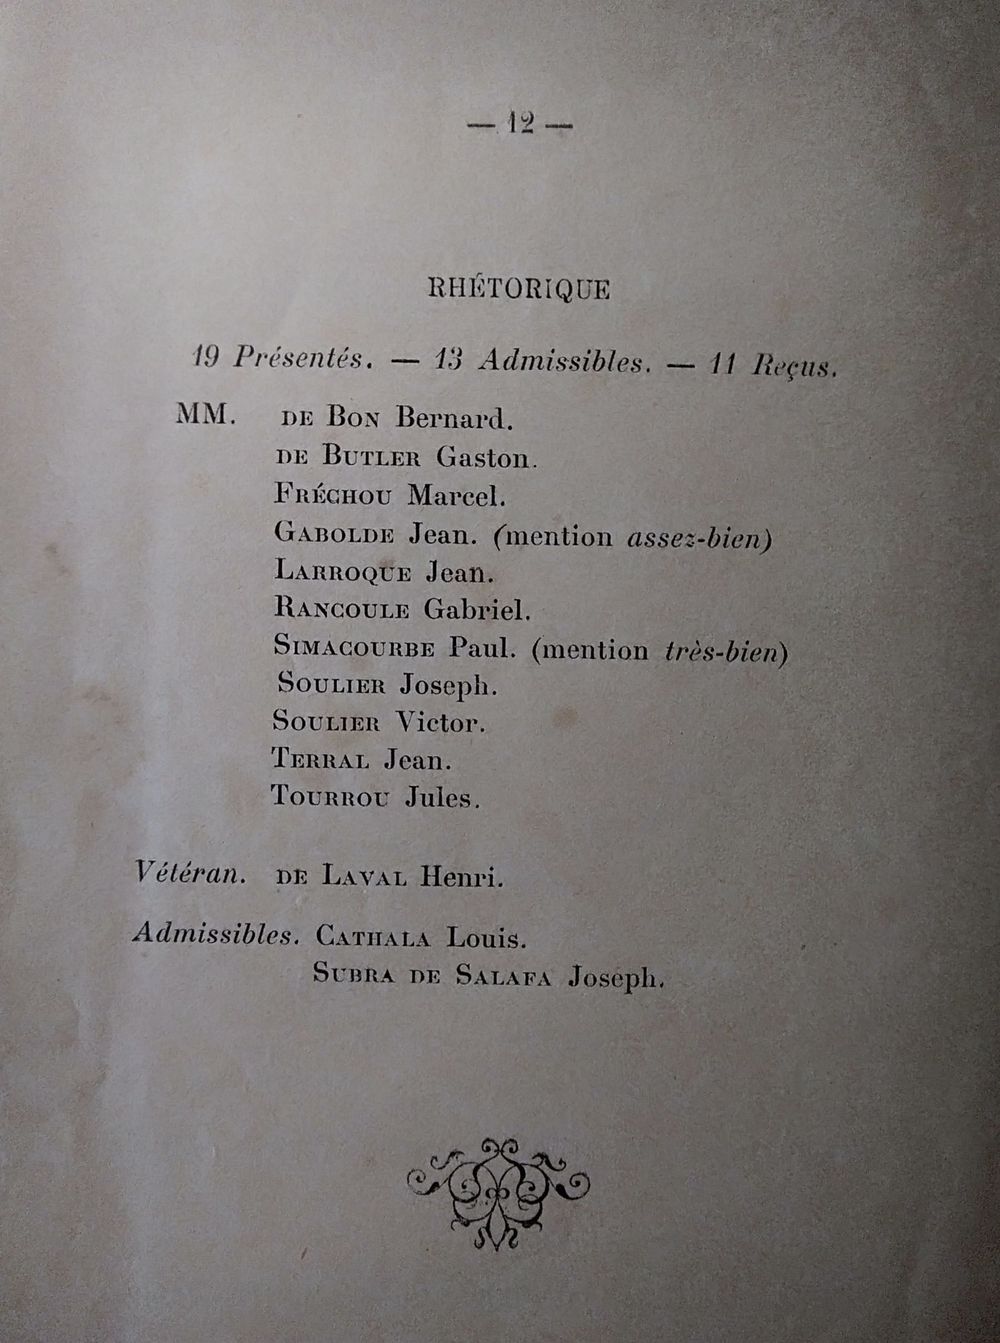 — 12 —
RHÉTORIQUE
19 Présentés. — 13 Admissibles. — 11 Reçus.
MM. DE BON Bernard.
DE BUTLER Gaston.
FRÉCHOU Marcel.
GABOLDE Jean. (mention assez-bien)
LARROQUE Jean.
RANCOULE Gabriel.
SIMACOURBE Paul. (mention très-bien)
SOULIER Joseph.
SOULIER Victor.
TERRAL Jean.
TOURROU Jules.
Vétéran. DE LAVAL Henri.
Admissibles. CATHALA Louis.
SUBRA DE SALAFA Joseph.